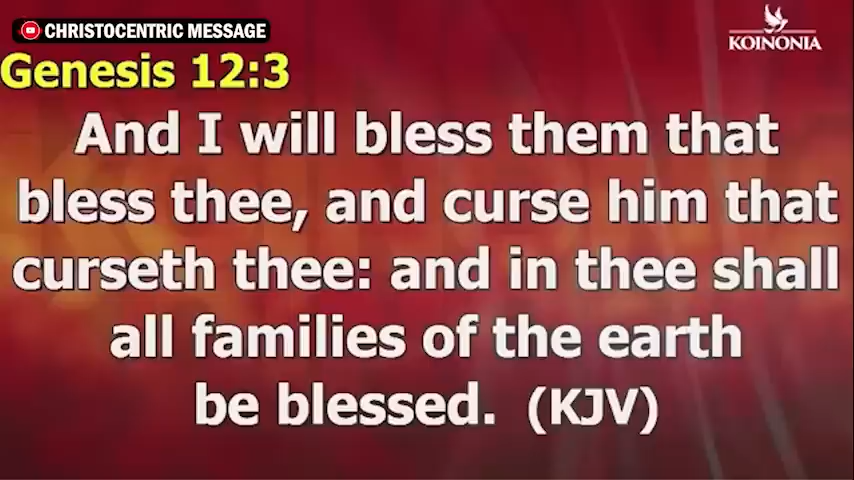 CHRISTOCENTRIC MESSAGE
KOINONIA
Genesis 12:3
And I will bless them that
bless thee, and curse him that
curseth thee: and in thee shall
all families of the earth
be blessed. (KJV)